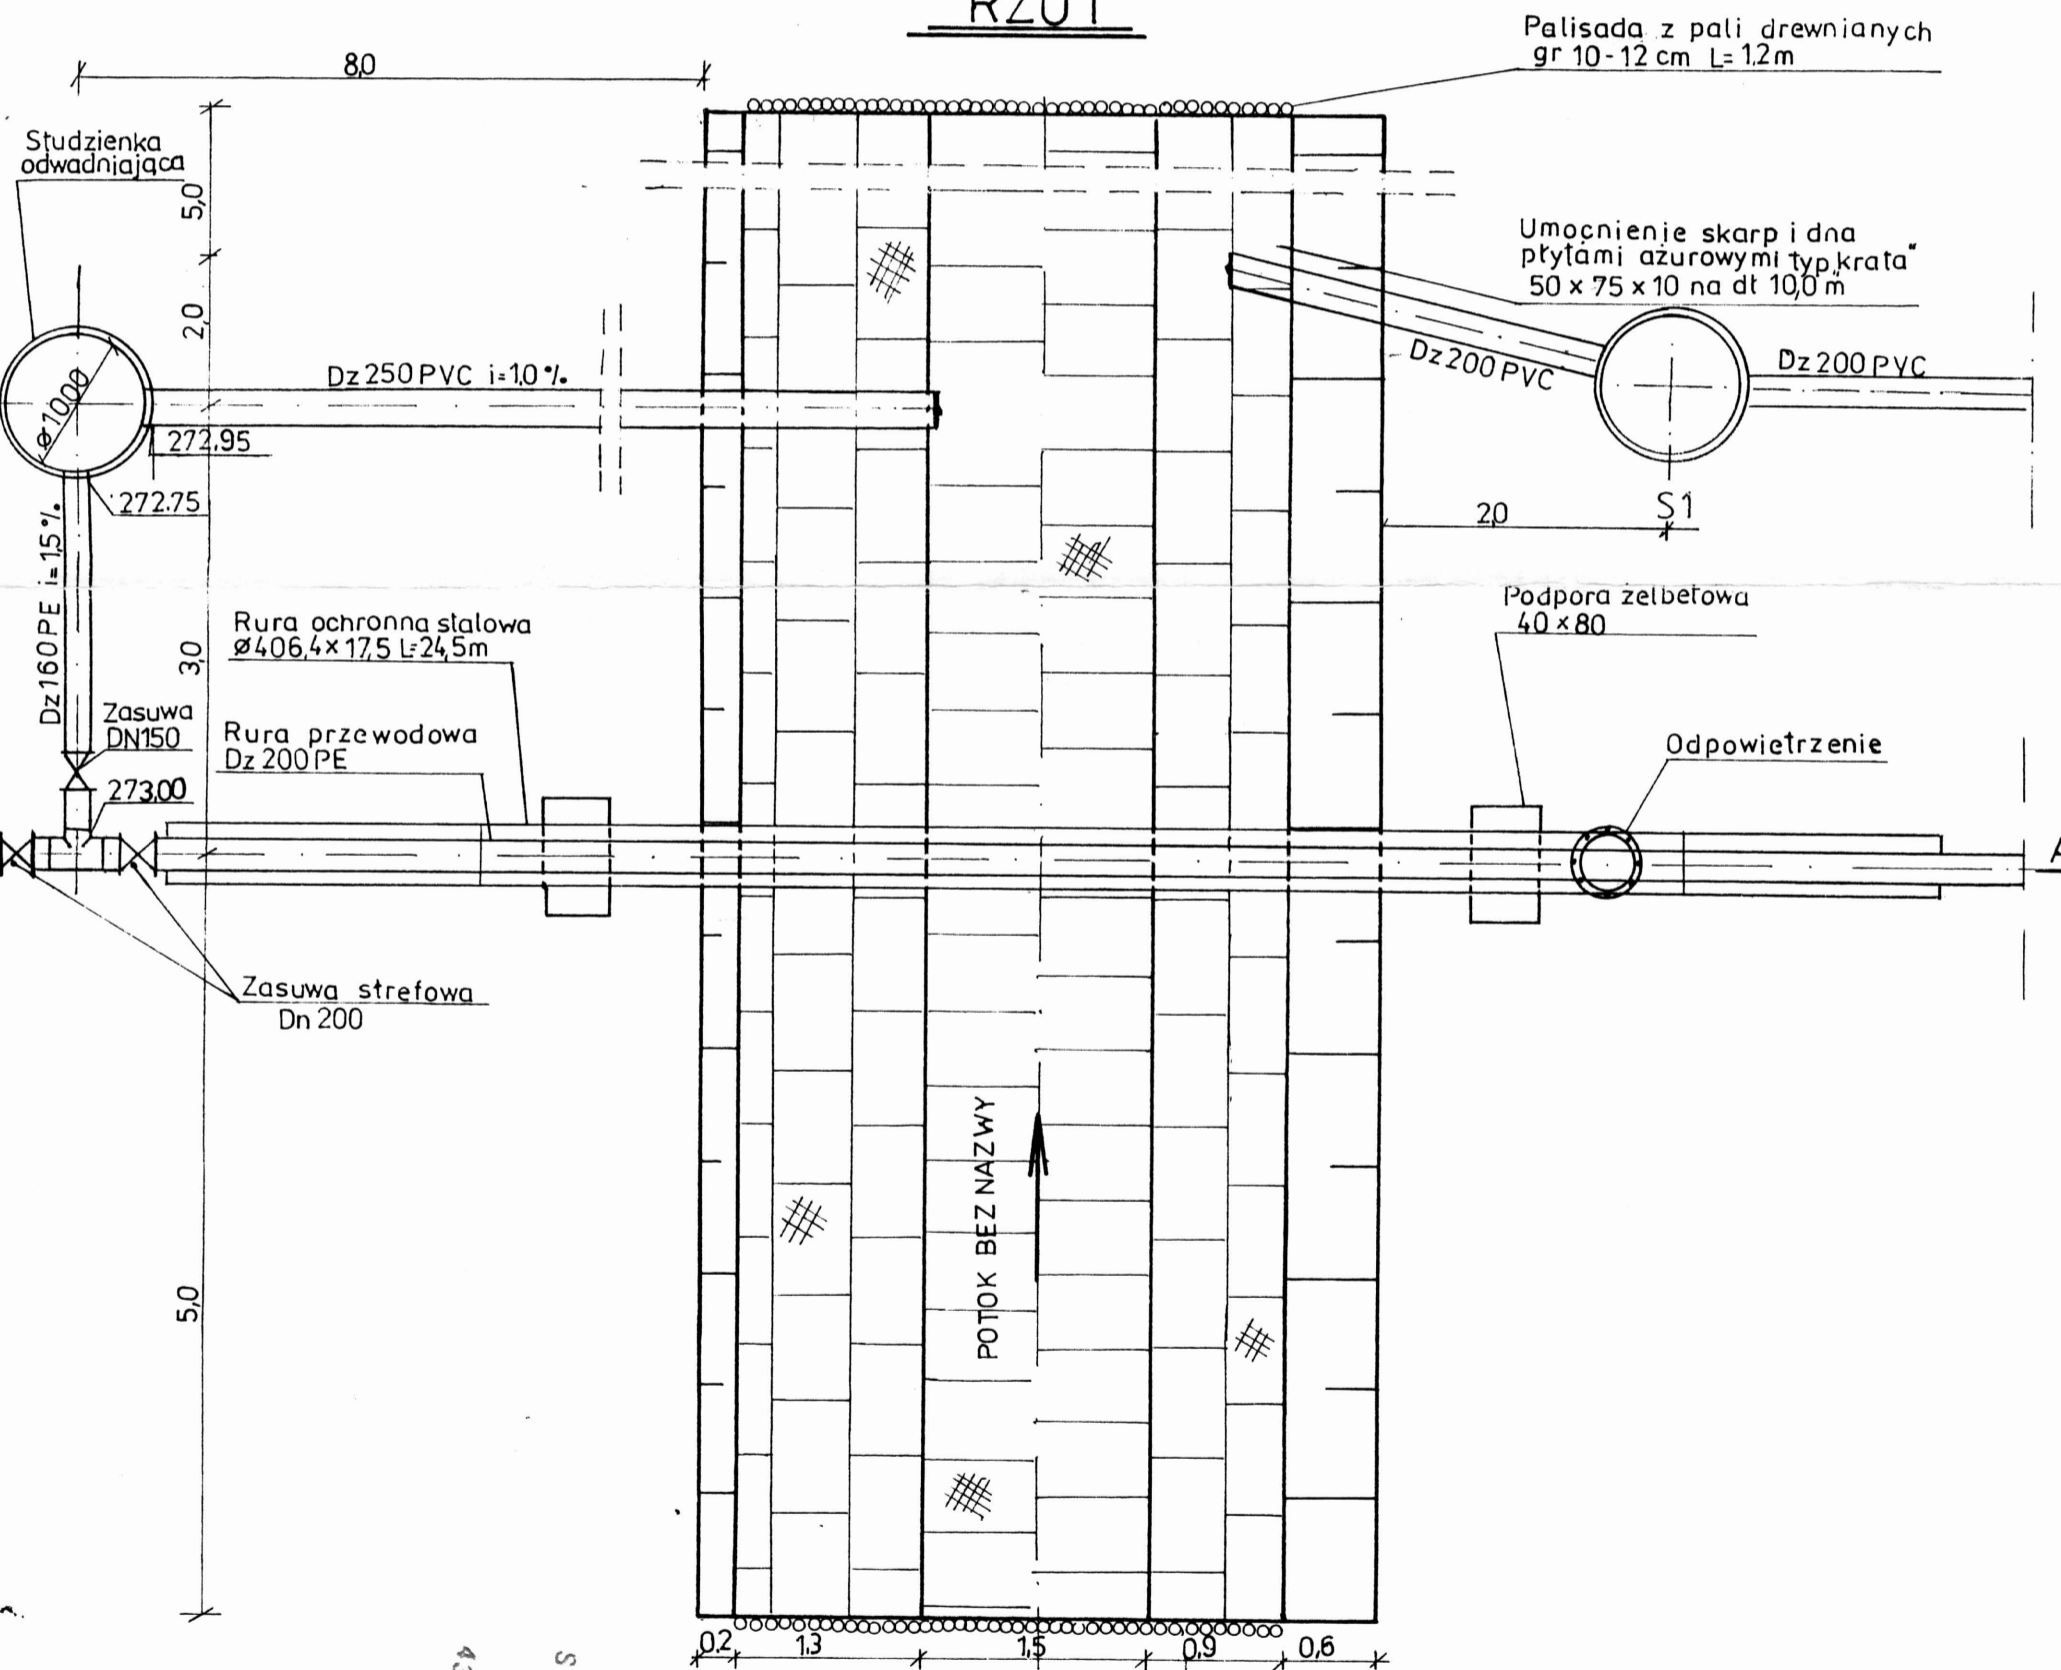 RZUT
Palisada z pali drewnianych
gr 10-12 cm L= 1,2m
8,0
Studzienka
odwadniająca
5,0
Umocnienie skarp i dna
płytami ażurowymi typ „krata"
50 x 75 x 10 na dł 10,0 m
2,0
Dz 250 PVC i=1,0 %
Dz 200 PVC
Dz 200 PVC
ø 1000
272,95
272.75
S1
2,0
Dz 160 PE i=1,5%
Rura ochronna stalowa
ø406,4x17,5 L=24,5m
3,0
Podpora żelbetowa
40 x 80
Zasuwa
DN150
Rura przewodowa
Dz 200 PE
Odpowietrzenie
273,00
A
Zasuwa strefowa
Dn 200
POTOK BEZ NAZWY
5,0
0.2
1,3
1,5
0,9
0,6